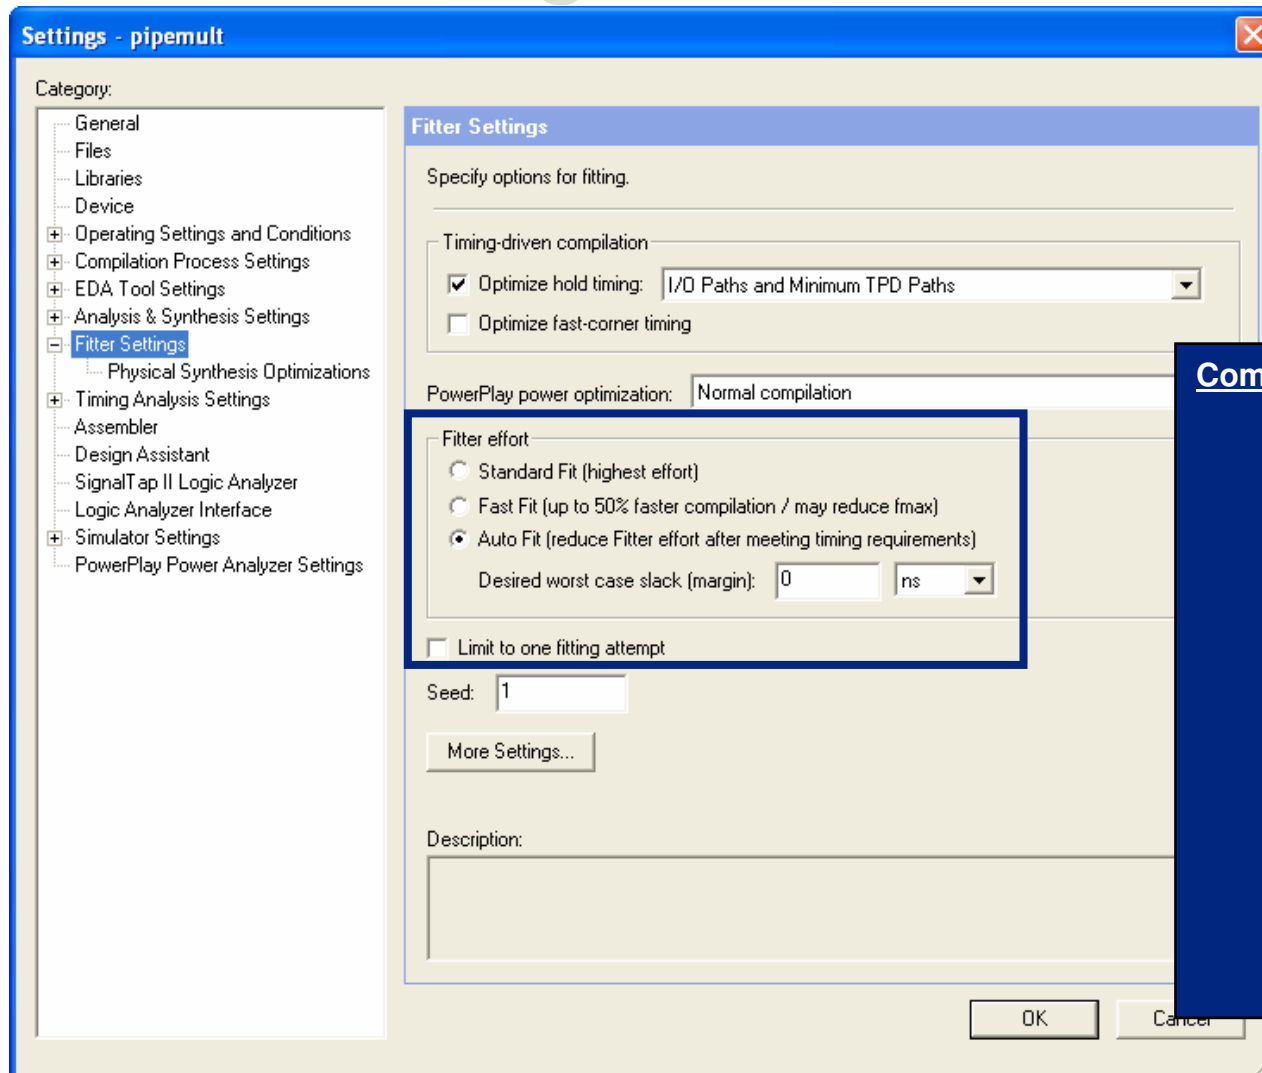 Settings - pipemult
Category:
General
Files
Libraries
Device
Operating Settings and Conditions
Compilation Process Settings
EDA Tool Settings
Analysis & Synthesis Settings
Fitter Settings
Physical Synthesis Optimizations
Timing Analysis Settings
Assembler
Design Assistant
SignalTap II Logic Analyzer
Logic Analyzer Interface
Simulator Settings
PowerPlay Power Analyzer Settings
Fitter Settings
Specify options for fitting.
Timing-driven compilation
Optimize hold timing: I/O Paths and Minimum TPD Paths
Optimize fast-corner timing
PowerPlay power optimization: Normal compilation
Fitter effort
Standard Fit (highest effort)
Fast Fit (up to 50% faster compilation / may reduce fmax)
Auto Fit (reduce Fitter effort after meeting timing requirements)
Desired worst case slack (margin): 0 ns
Limit to one fitting attempt
Seed: 1
More Settings...
Description:
OK Cancel
Com